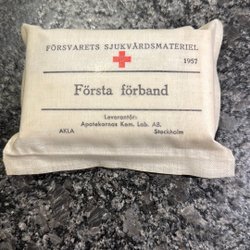 FÖRSVARETS SJUKVÅRDSMATERIEL
1957
Första förband
Leverantör:
Apotekarnas Kem. Lab. AB.
AKLA Stockholm